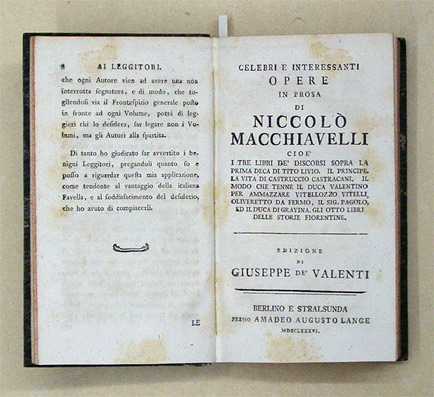 8 AI LEGGITORI.
che ogni Autore vien ad avere una non
interrotta segnatura, e di modo, che to-
gliendosi via il Frontespizio generale posto
in fronte ad ogni Volume, potrà di leg-
gieri chi lo desidera, far legare non i Vo-
lumi, ma gli Autori alla spartita.
Di tanto ho giudicato far avvertito i be-
nigni Leggitori, pregandoli quanto so e
posso a riguardar questa mia applicazione,
come tendente al vantaggio della italiana
Favella, e al soddisfacimento del desiderio,
che ho avuto di compiacerli.
LE
CELEBRI E INTERESSANTI
OPERE
IN PROSA
DI
NICCOLÒ
MACCHIAVELLI
CIOE'
I TRE LIBRI DE' DISCORSI SOPRA LA
PRIMA DECA DI TITO LIVIO. IL PRINCIPE.
LA VITA DI CASTRUCCIO CASTRACANI. IL
MODO CHE TENNE IL DUCA VALENTINO
PER AMMAZZARE VITELLOZZO VITELLI,
OLIVERETTO DA FERMO, IL SIG. PAGOLO,
ED IL DUCA DI GRAVINA. GLI OTTO LIBRI
DELLE STORIE FIORENTINE.
EDIZIONE
DI
GIUSEPPE DE' VALENTI
BERLINO E STRALSUNDA
PRESSO AMADEO AUGUSTO LANGE
MDCCLXXXVI.